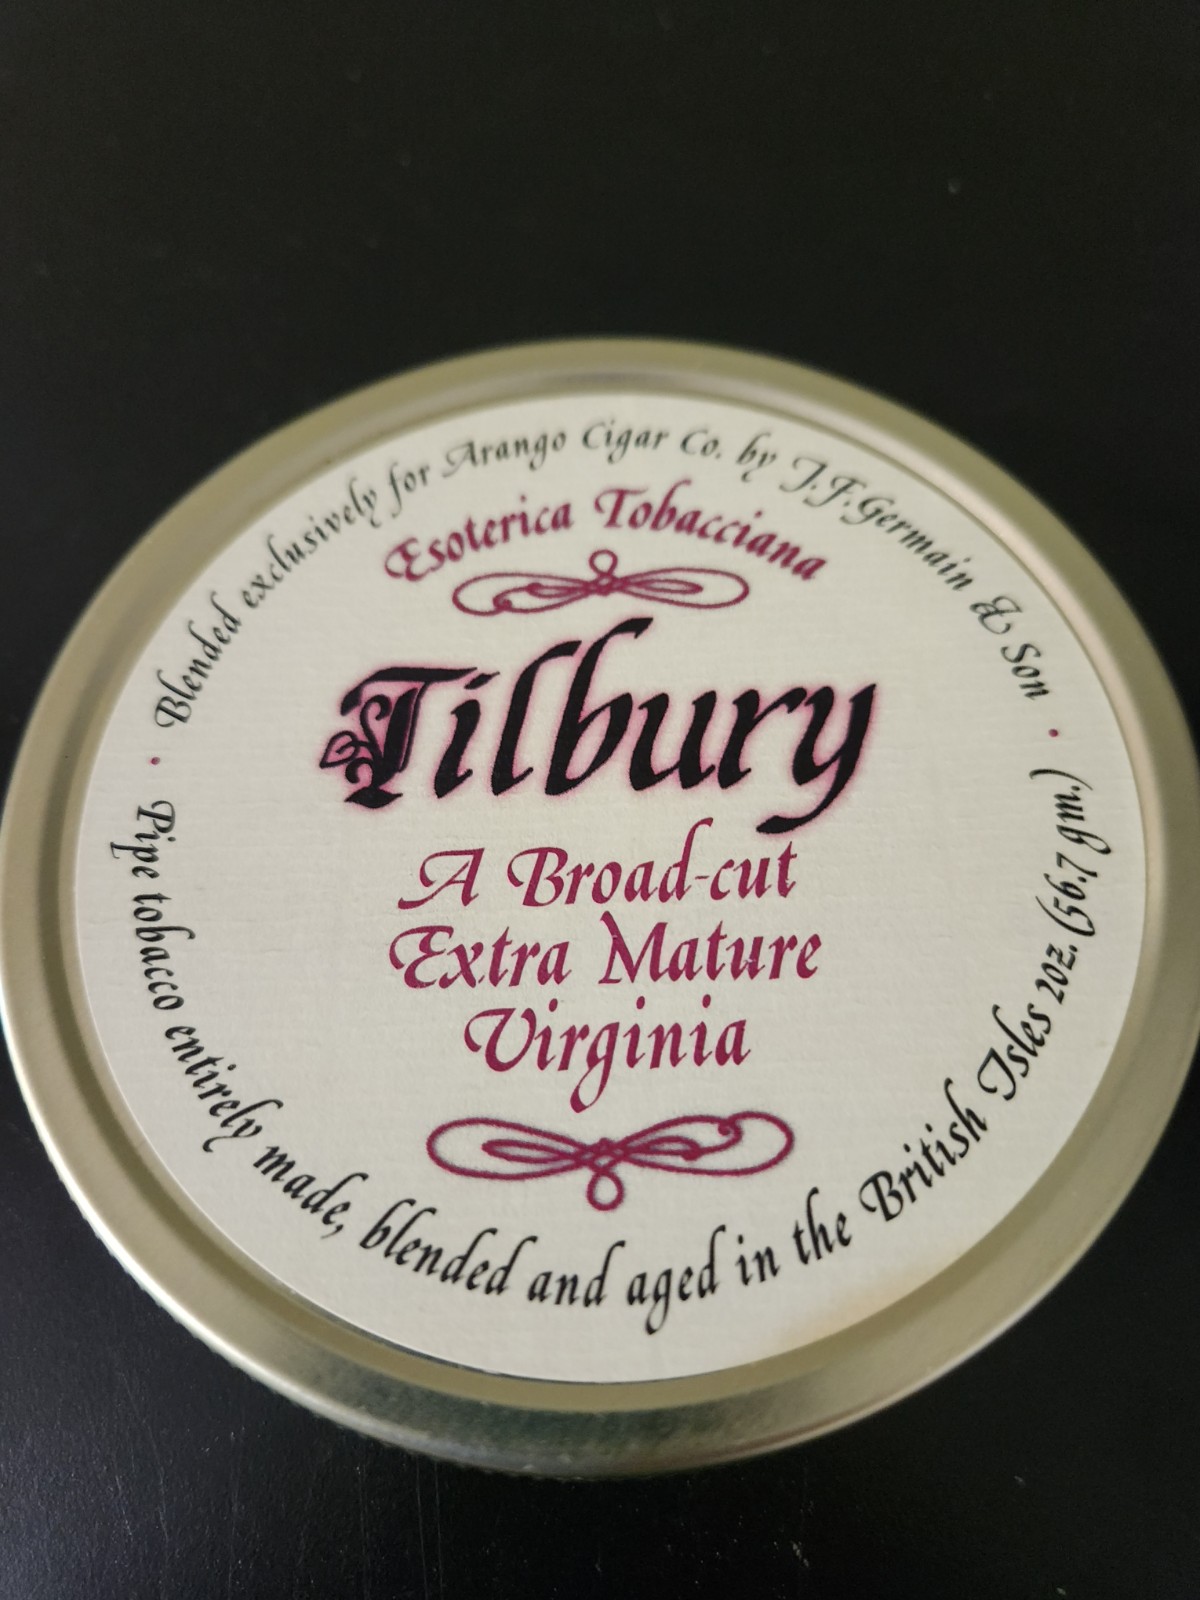 Blended exclusively for Arango Cigar Co. by J.F. Germain & Son
Esoterica Tobacciana
Tilbury
A Broad-cut
Extra Mature
Virginia
Pipe tobacco entirely made, blended and aged in the British Isles 2oz. (56.7 gm.)